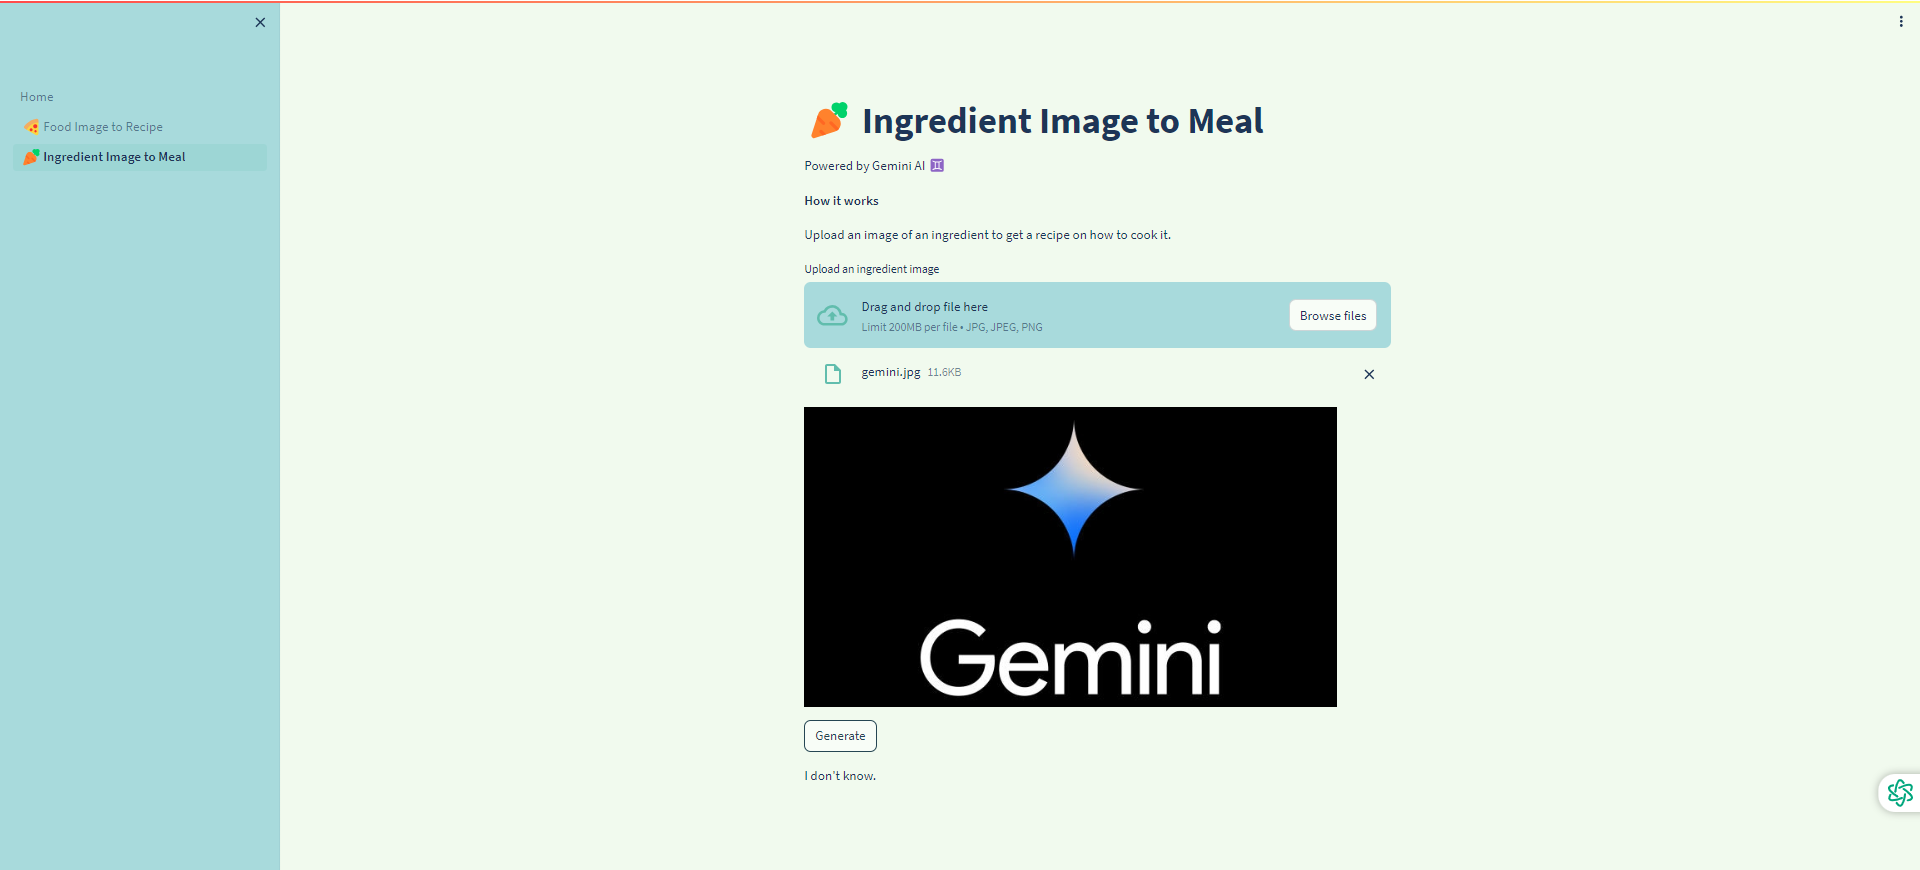 Home
Food Image to Recipe
Ingredient Image to Meal
Ingredient Image to Meal
Powered by Gemini AI ♊
How it works
Upload an image of an ingredient to get a recipe on how to cook it.
Upload an ingredient image
Drag and drop file here
Limit 200MB per file • JPG, JPEG, PNG
Browse files
gemini.jpg 11.6KB
Gemini
Generate
I don't know.